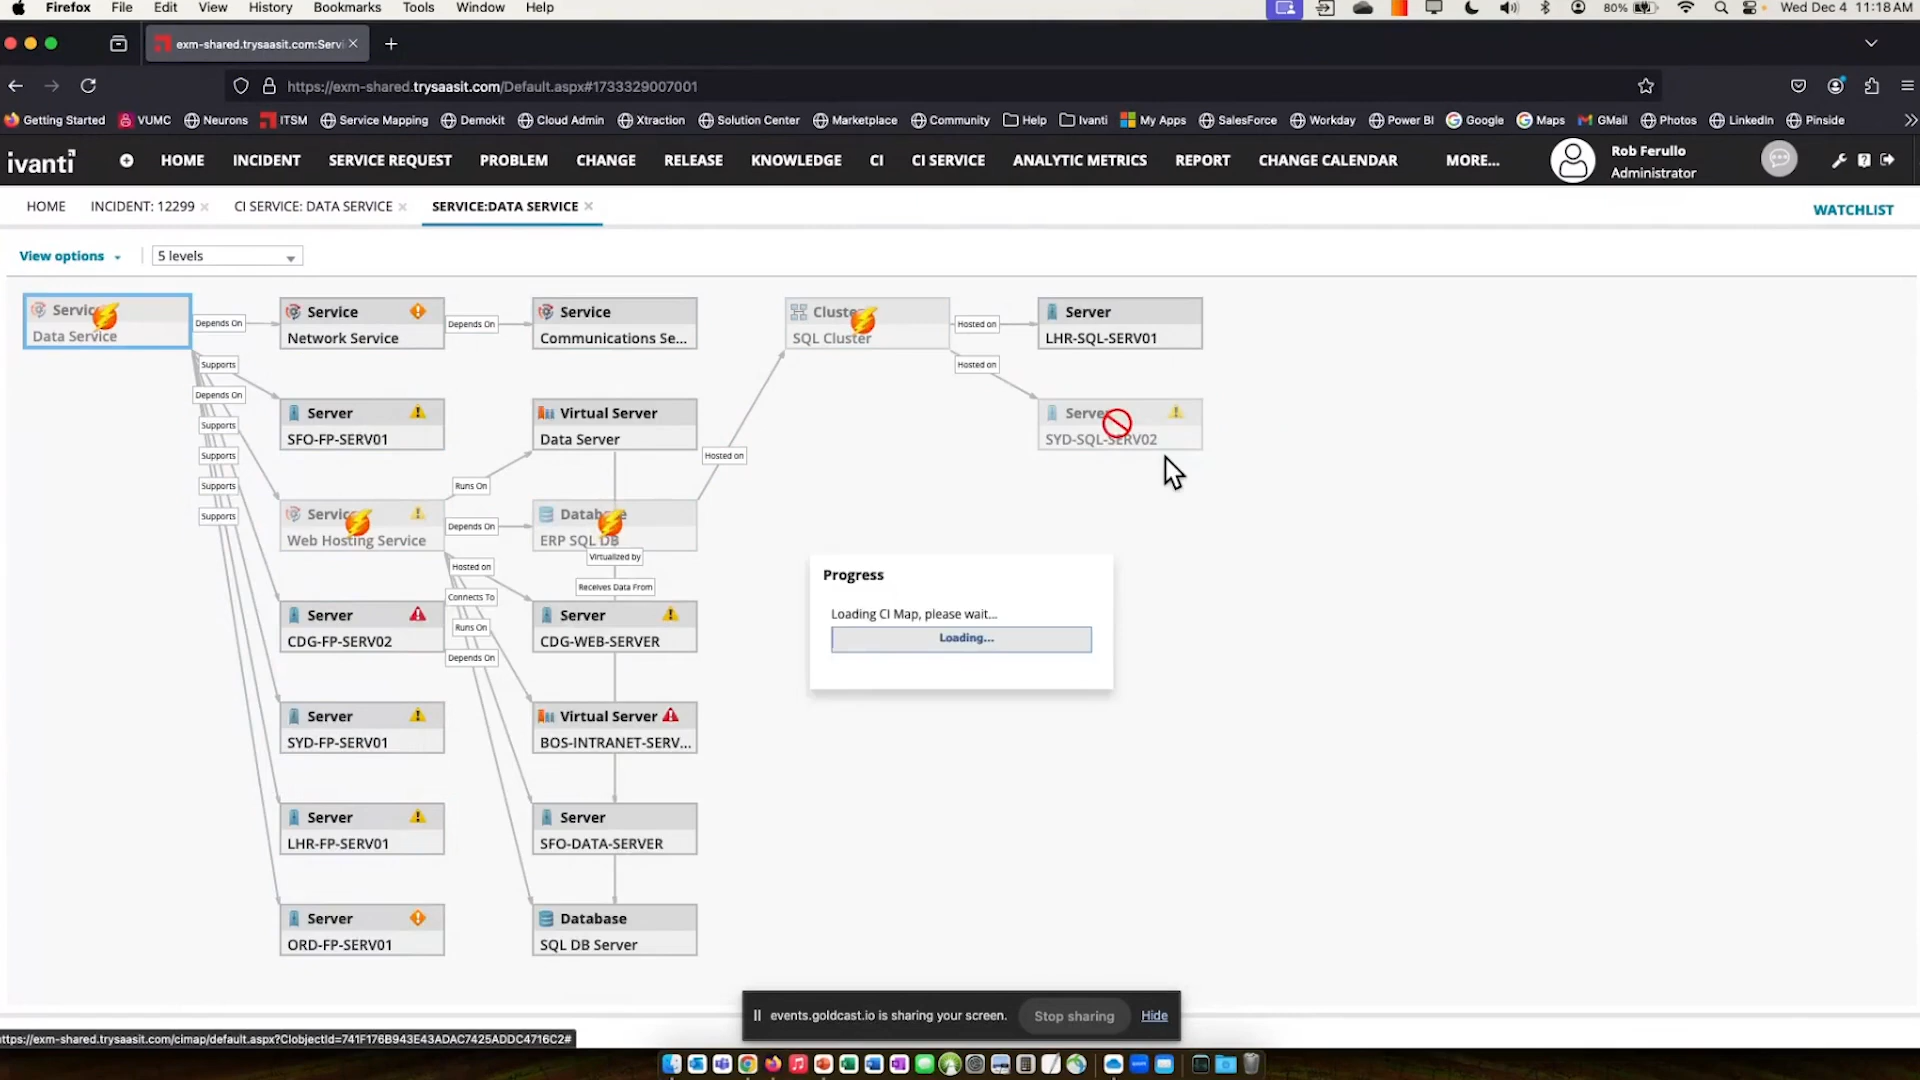 Firefox File Edit View History Bookmarks Tools Window Help 80% Wed Dec 4 11:18 AM
exm-shared.trysaasit.com:Servi
https://exm-shared.trysaasit.com/Default.aspx#1733329007001
Getting Started VUMC Neurons ITSM Service Mapping Demokit Cloud Admin Xtraction Solution Center Marketplace Community Help Ivanti My Apps SalesForce Workday Power BI Google Maps GMail Photos LinkedIn Pinside
ivanti HOME INCIDENT SERVICE REQUEST PROBLEM CHANGE RELEASE KNOWLEDGE CI CI SERVICE ANALYTIC METRICS REPORT CHANGE CALENDAR MORE... Rob Ferullo
Administrator
HOME INCIDENT: 12299 CI SERVICE: DATA SERVICE SERVICE:DATA SERVICE WATCHLIST
View options 5 levels
Data Service
Depends On
Service
Network Service
Depends On
Service
Communications Se...
SQL Cluster
Hosted on
Server
LHR-SQL-SERV01
Supports
Depends On
Supports
Supports
Supports
Supports
Server
SFO-FP-SERV01
Virtual Server
Data Server
Hosted on
Hosted on
Server
SYD-SQL-SERV02
Runs On
Web Hosting Service
Depends On
ERP SQL DB
Virtualized by
Receives Data From
Hosted on
Connects To
Runs On
Depends On
Server
CDG-FP-SERV02
Server
CDG-WEB-SERVER
Progress
Loading CI Map, please wait...
Loading...
Server
SYD-FP-SERV01
Virtual Server
BOS-INTRANET-SERV...
Server
LHR-FP-SERV01
Server
SFO-DATA-SERVER
Server
ORD-FP-SERV01
Database
SQL DB Server
events.goldcast.io is sharing your screen. Stop sharing Hide
https://exm-shared.trysaasit.com/cimap/default.aspx?CIobjectId=741F176B943E43ADAC7425ADDC4716C2#